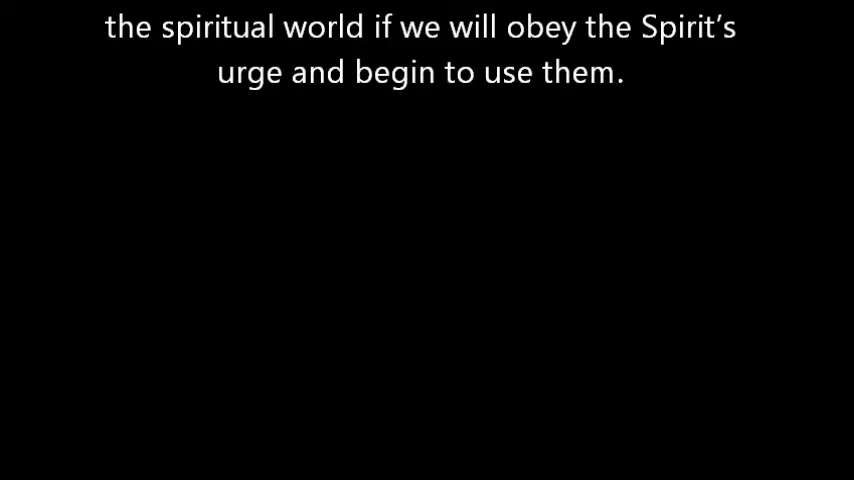 the spiritual world if we will obey the Spirit’s
urge and begin to use them.